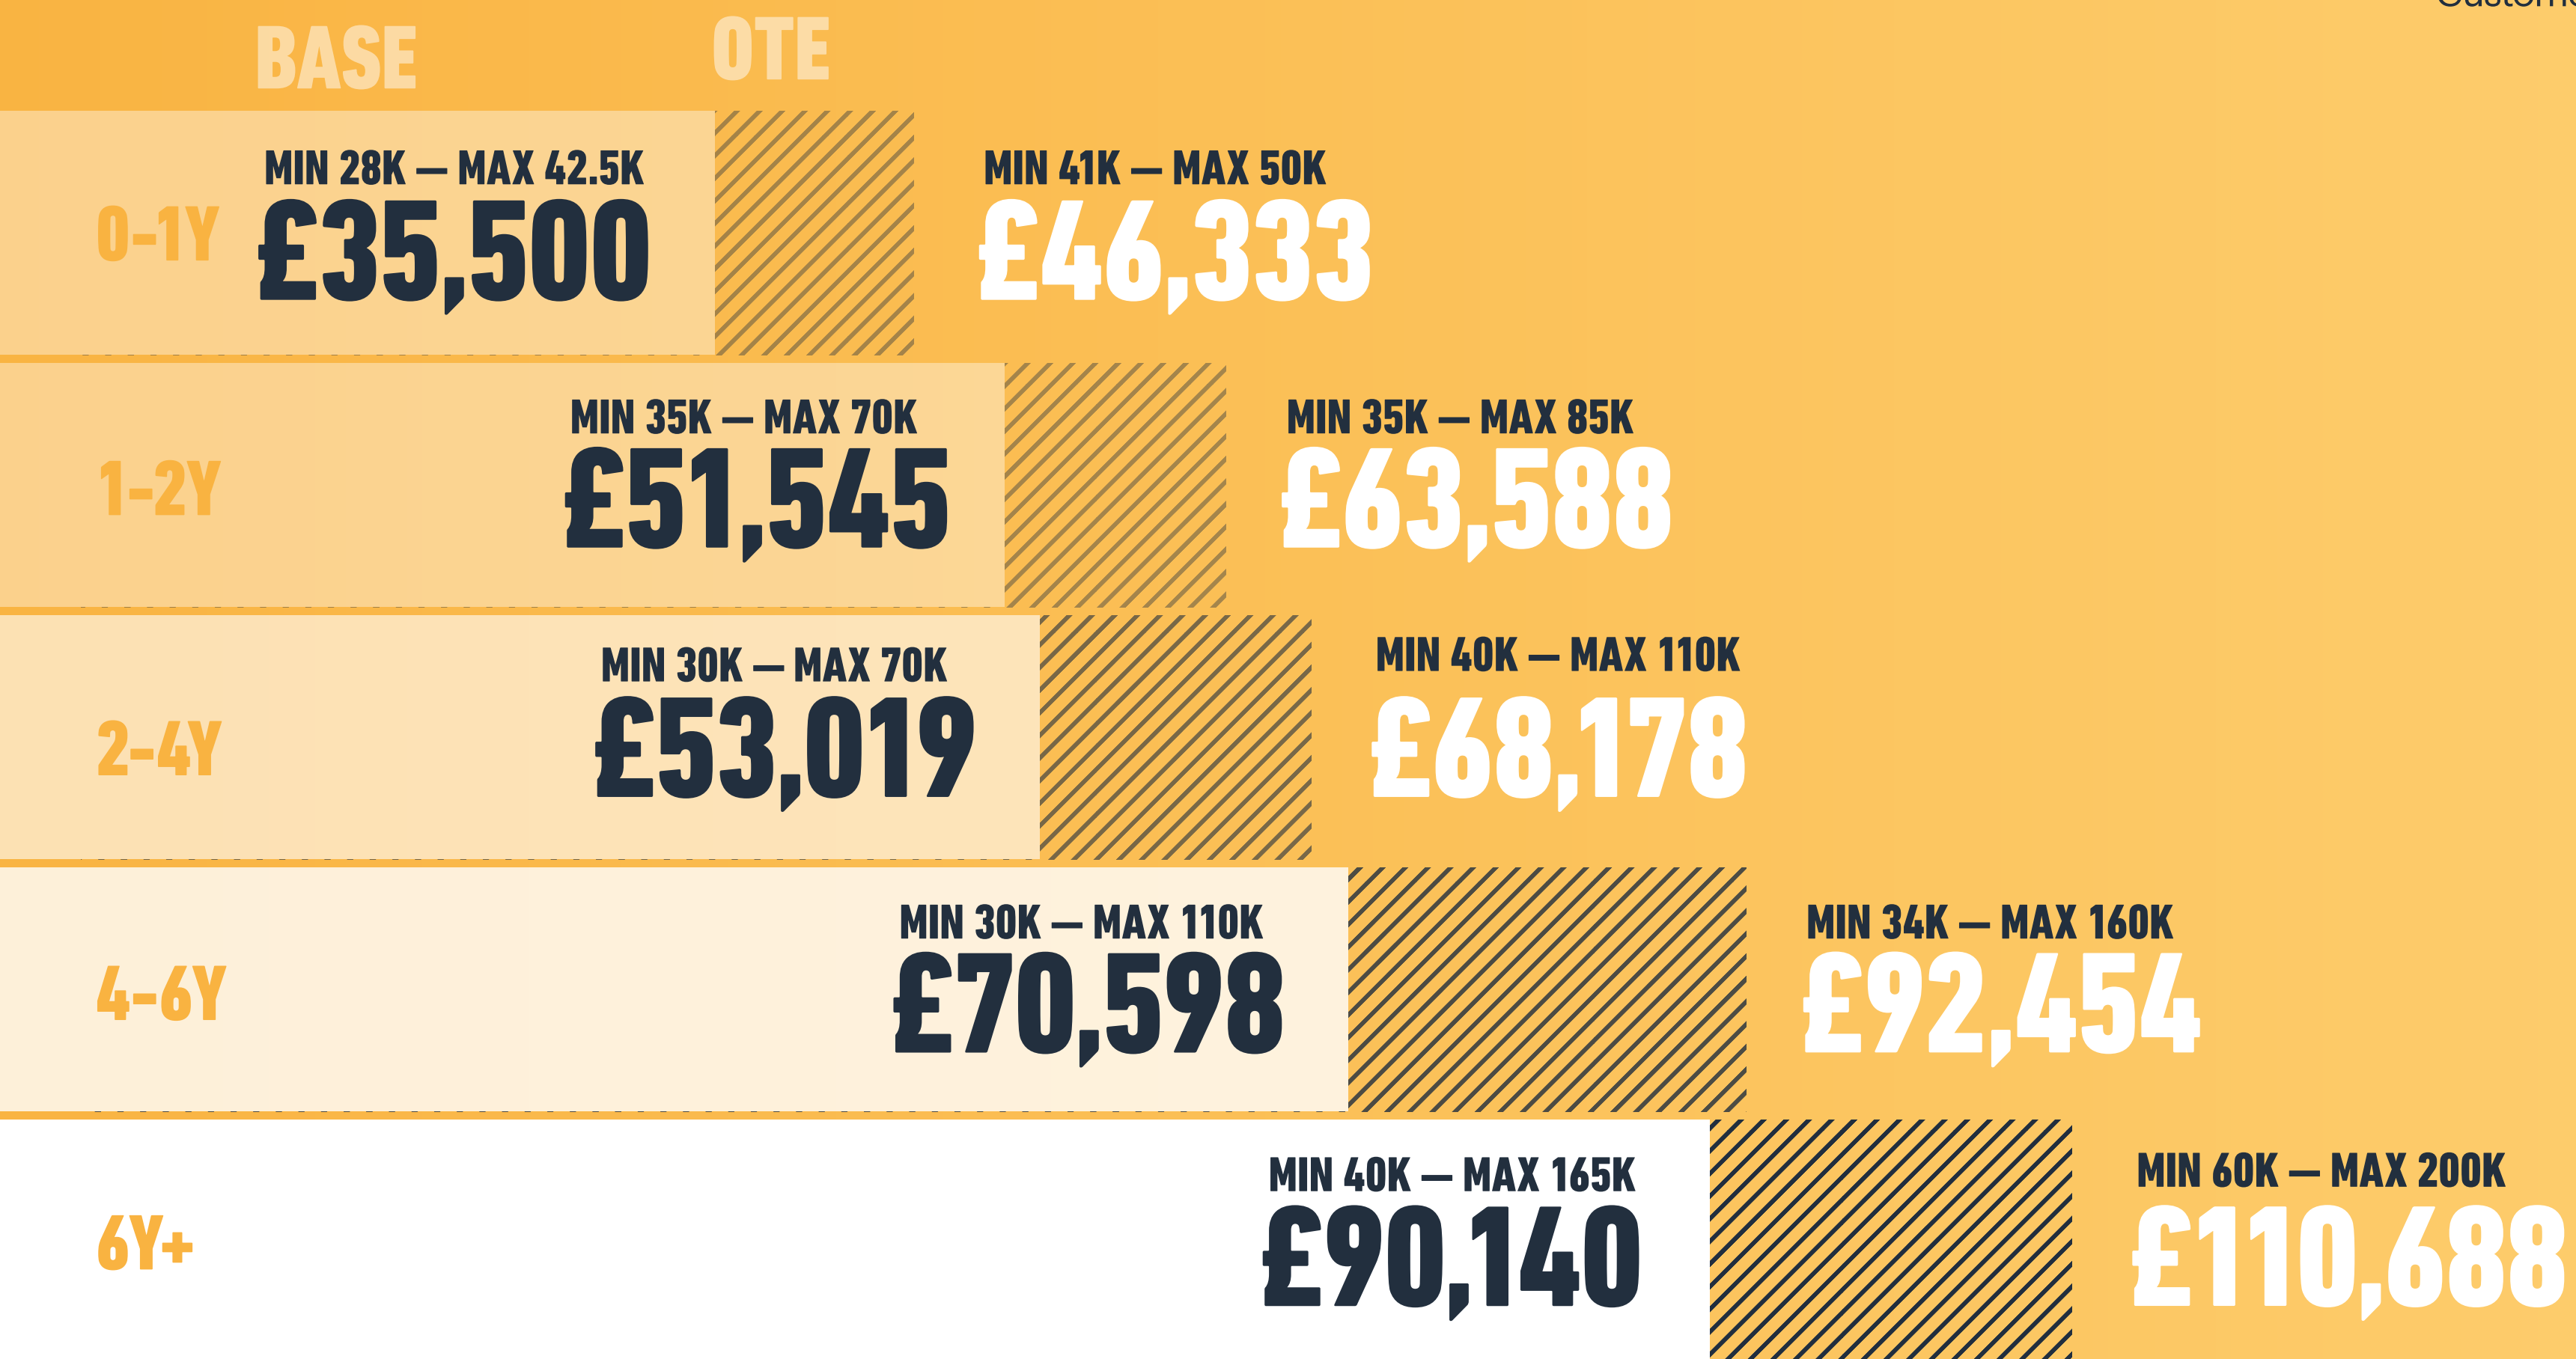 BASE OTE
MIN 28K — MAX 42.5K MIN 41K — MAX 50K
0-1Y £35,500 £46,333
MIN 35K — MAX 70K MIN 35K — MAX 85K
1-2Y £51,545 £63,588
MIN 30K — MAX 70K MIN 40K — MAX 110K
2-4Y £53,019 £68,178
MIN 30K — MAX 110K MIN 34K — MAX 160K
4-6Y £70,598 £92,454
MIN 40K — MAX 165K MIN 60K — MAX 200K
6Y+ £90,140 £110,688